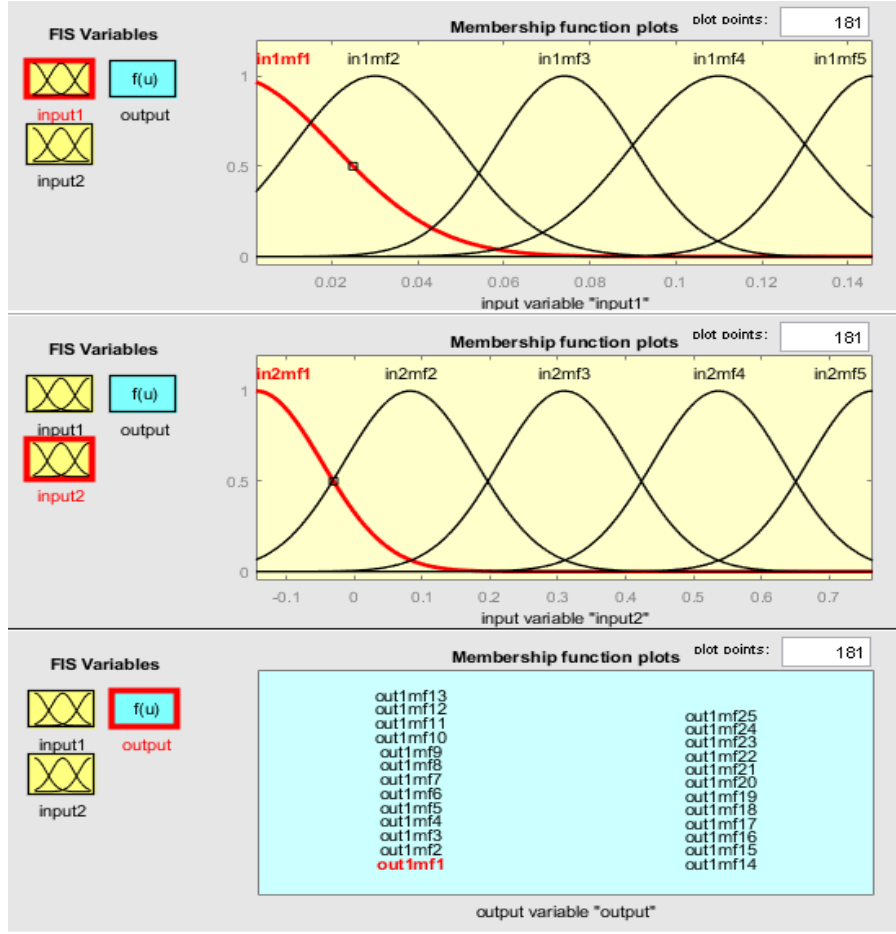 FIS Variables
f(u)
input1 output
input2
Membership function plots plot points: 181
in1mf1 in1mf2 in1mf3 in1mf4 in1mf5
1
0.5
0
0.02 0.04 0.06 0.08 0.1 0.12 0.14
input variable "input1"
FIS Variables
f(u)
input1 output
input2
Membership function plots plot points: 181
in2mf1 in2mf2 in2mf3 in2mf4 in2mf5
1
0.5
0
-0.1 0 0.1 0.2 0.3 0.4 0.5 0.6 0.7
input variable "input2"
FIS Variables
f(u)
input1 output
input2
Membership function plots plot points: 181
out1mf13
out1mf12
out1mf11
out1mf10
out1mf9
out1mf8
out1mf7
out1mf6
out1mf5
out1mf4
out1mf3
out1mf2
out1mf1
out1mf25
out1mf24
out1mf23
out1mf22
out1mf21
out1mf20
out1mf19
out1mf18
out1mf17
out1mf16
out1mf15
out1mf14
output variable "output"